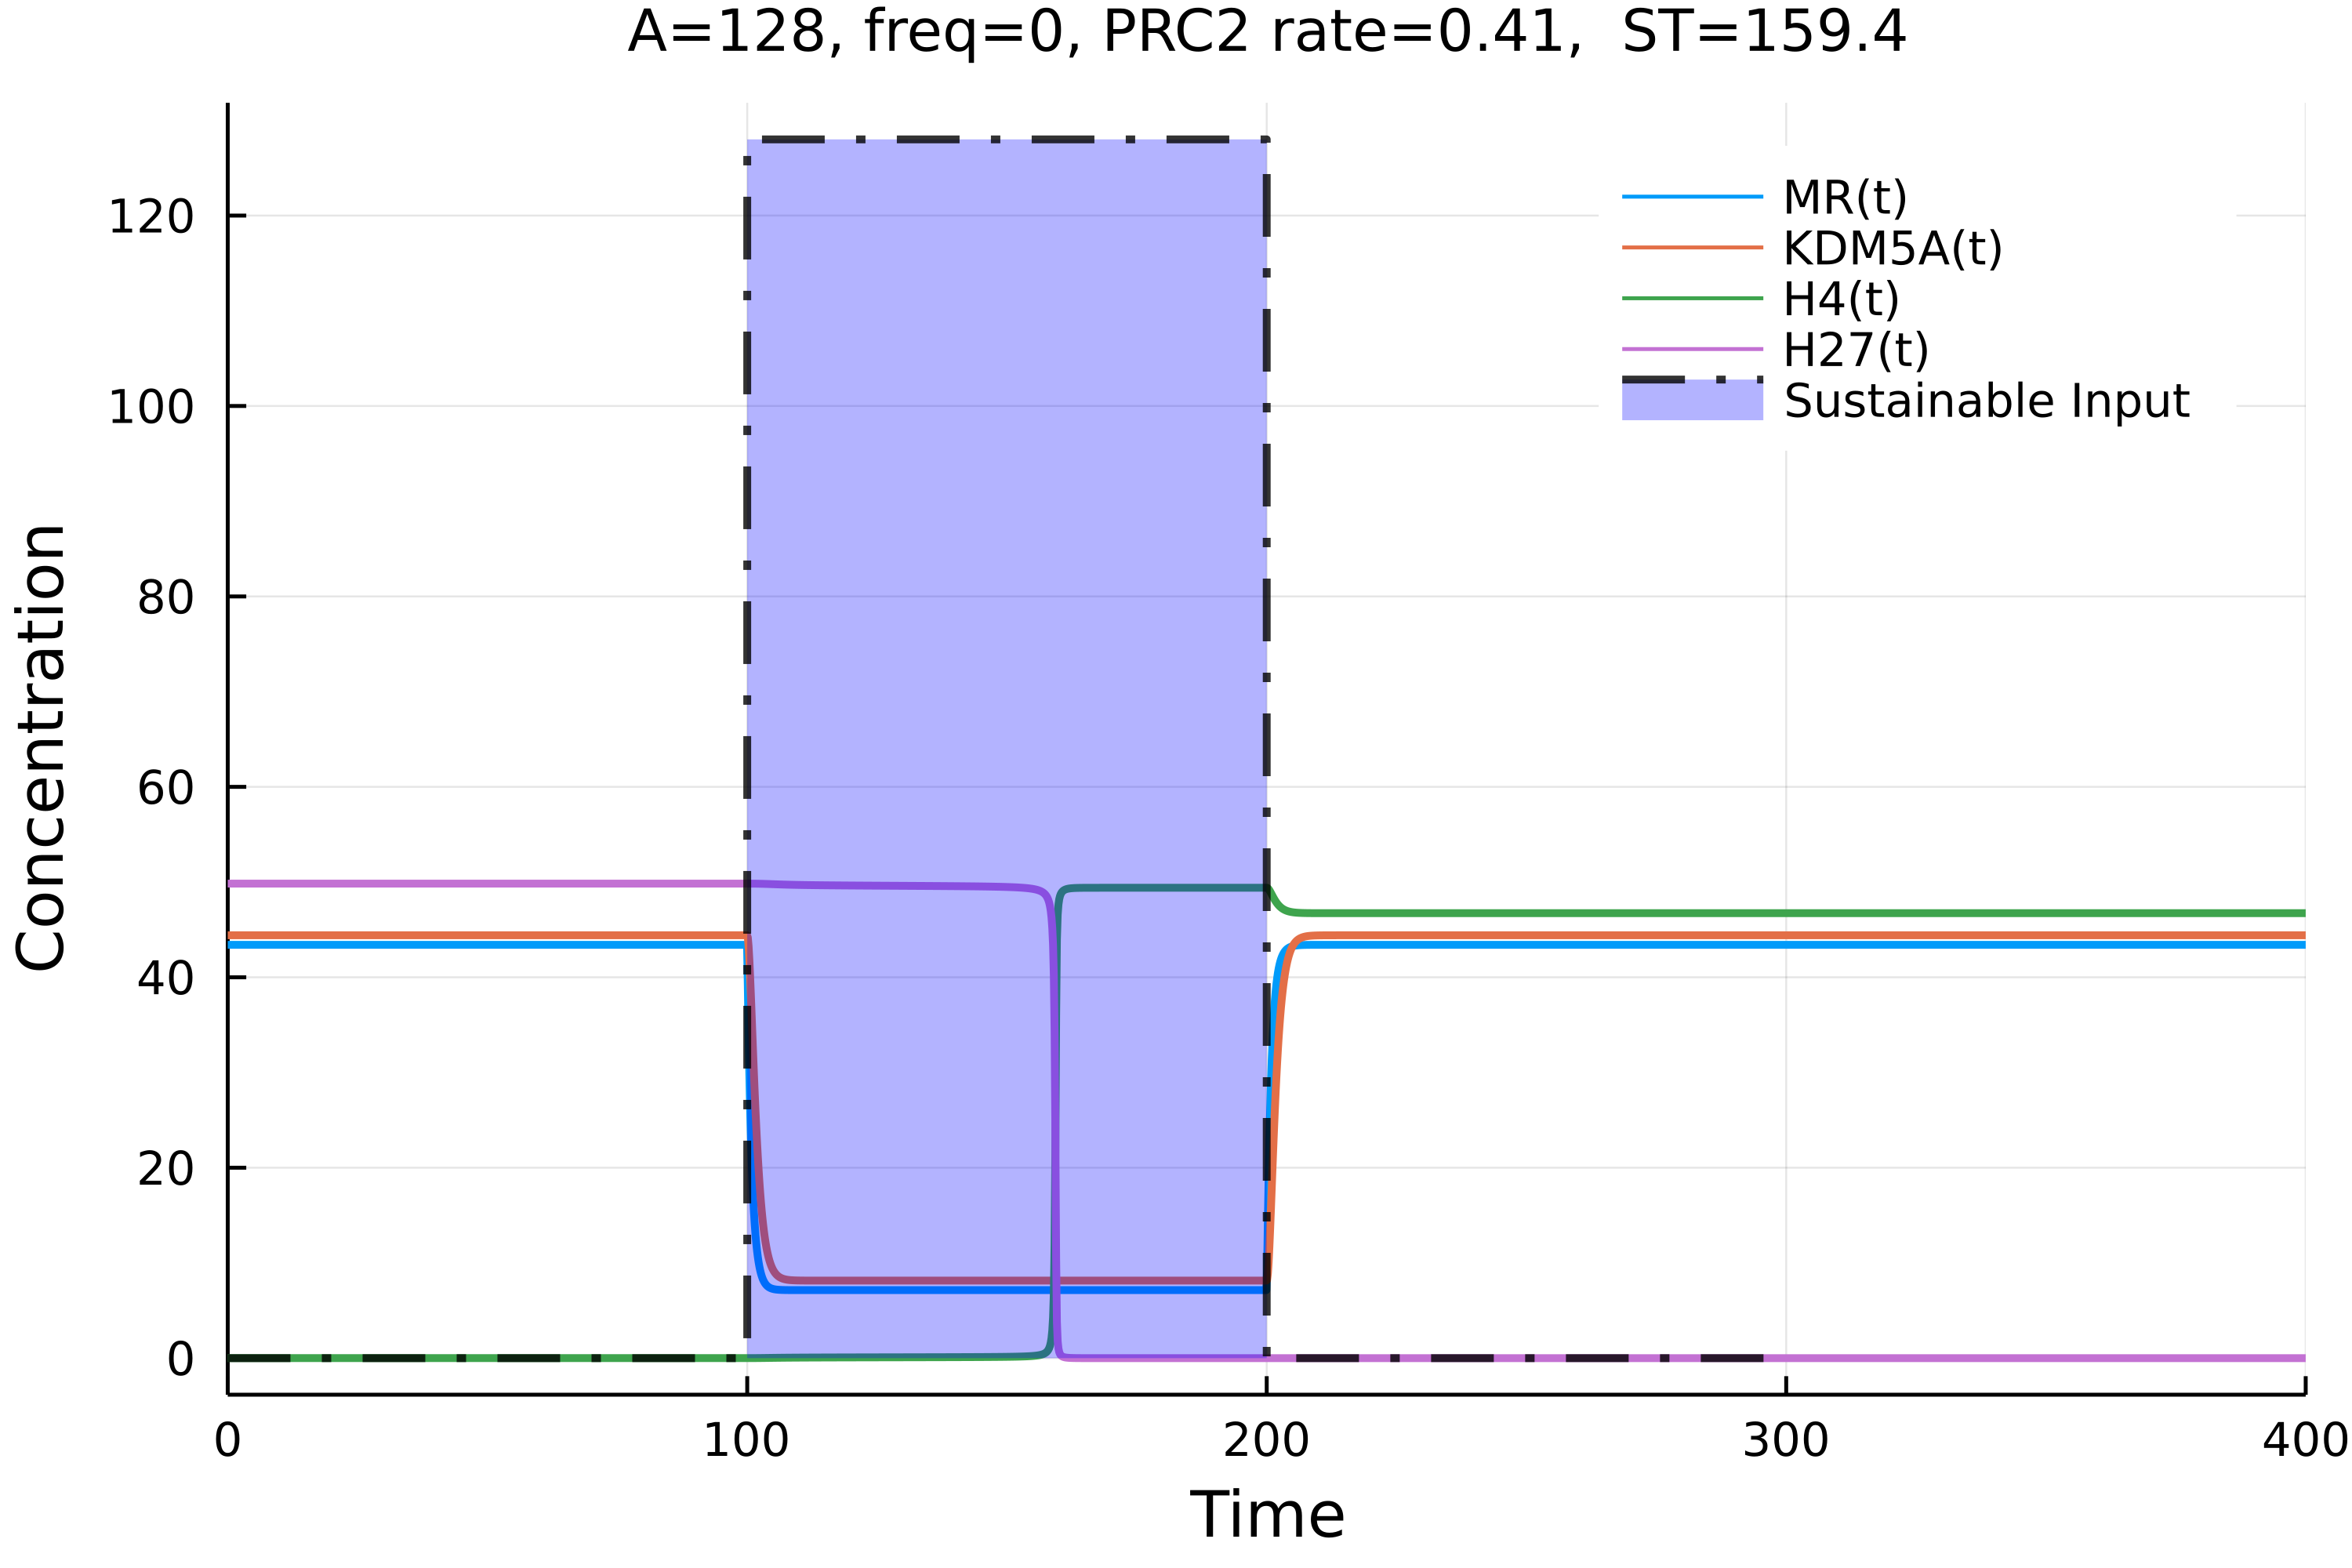 A=128, freq=0, PRC2 rate=0.41, ST=159.4
Concentration
120
100
80
60
40
20
0
MR(t)
KDM5A(t)
H4(t)
H27(t)
Sustainable Input
0 100 200 300 400
Time